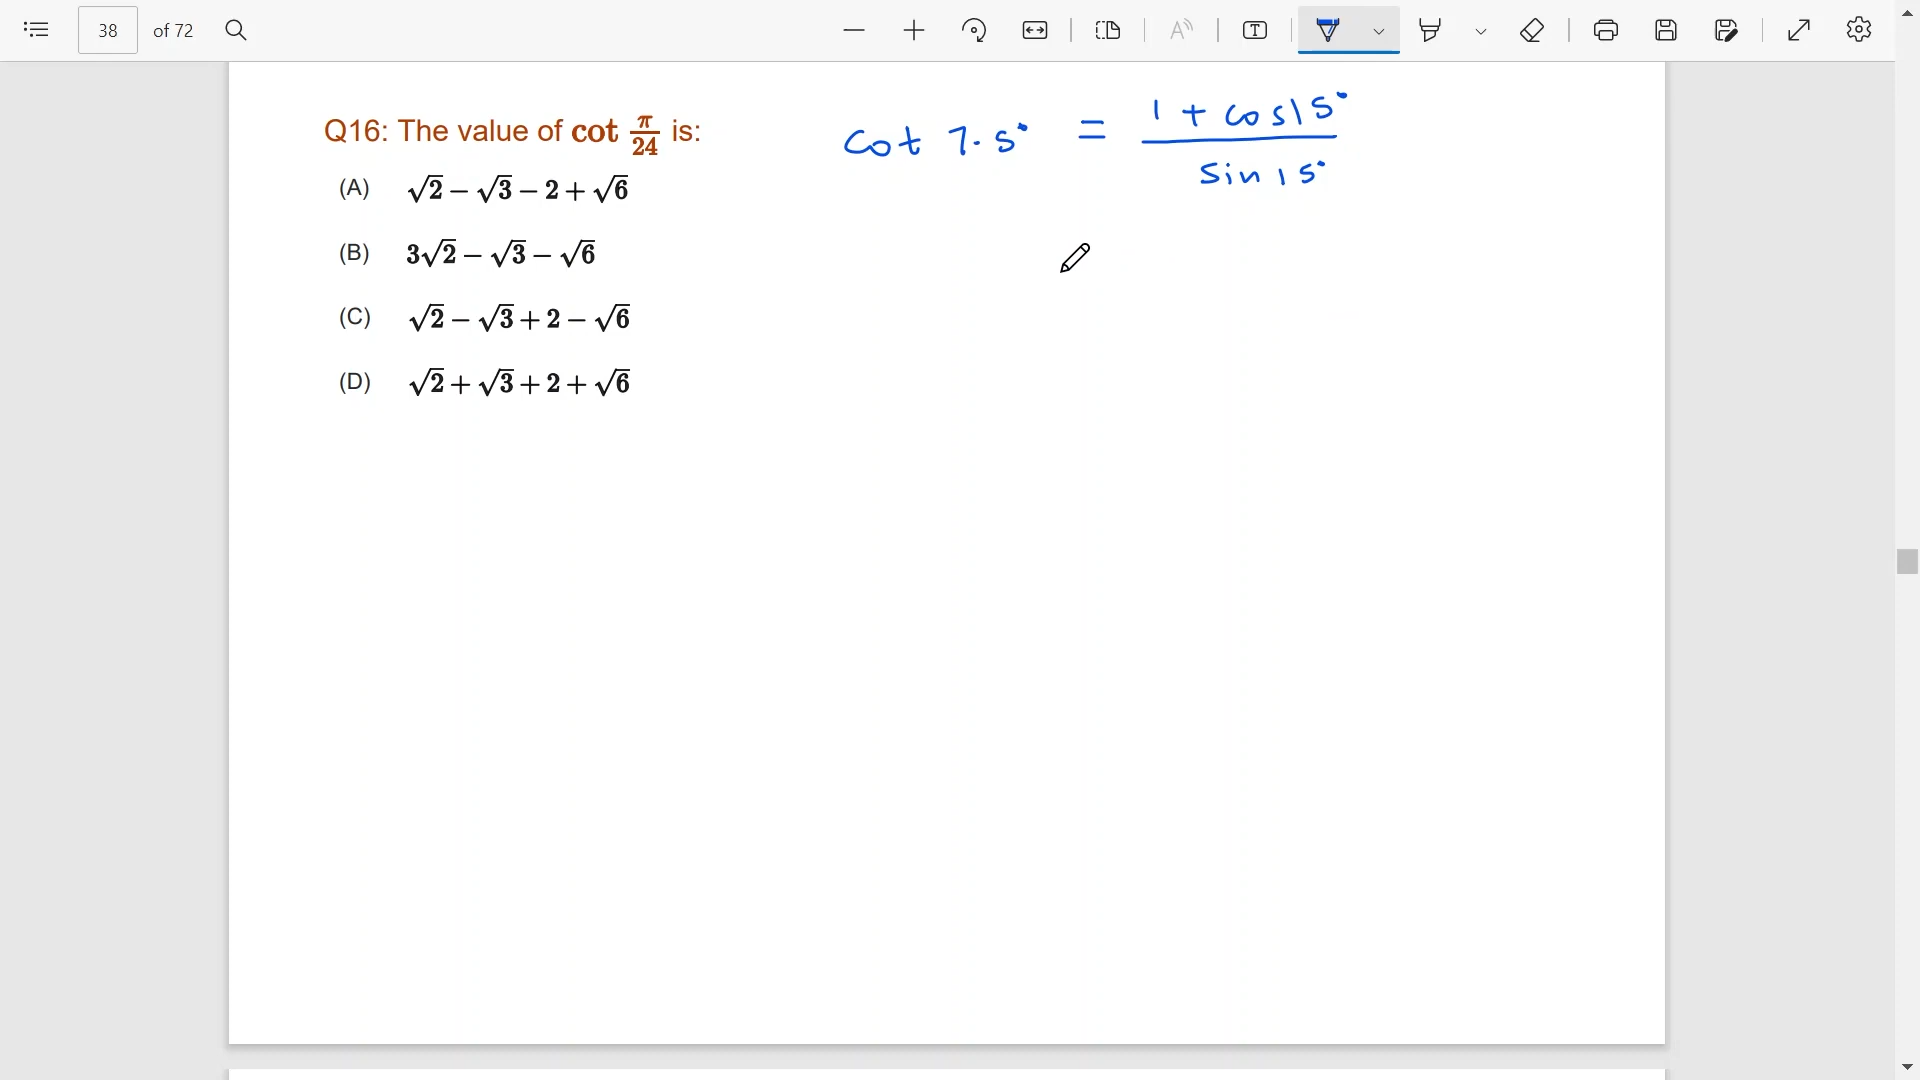 38 of 72
Q16: The value of cot π/24 is:
cot 7.5° = (1 + cos15°)/(sin15°)
(A) √2 − √3 − 2 + √6
(B) 3√2 − √3 − √6
(C) √2 − √3 + 2 − √6
(D) √2 + √3 + 2 + √6